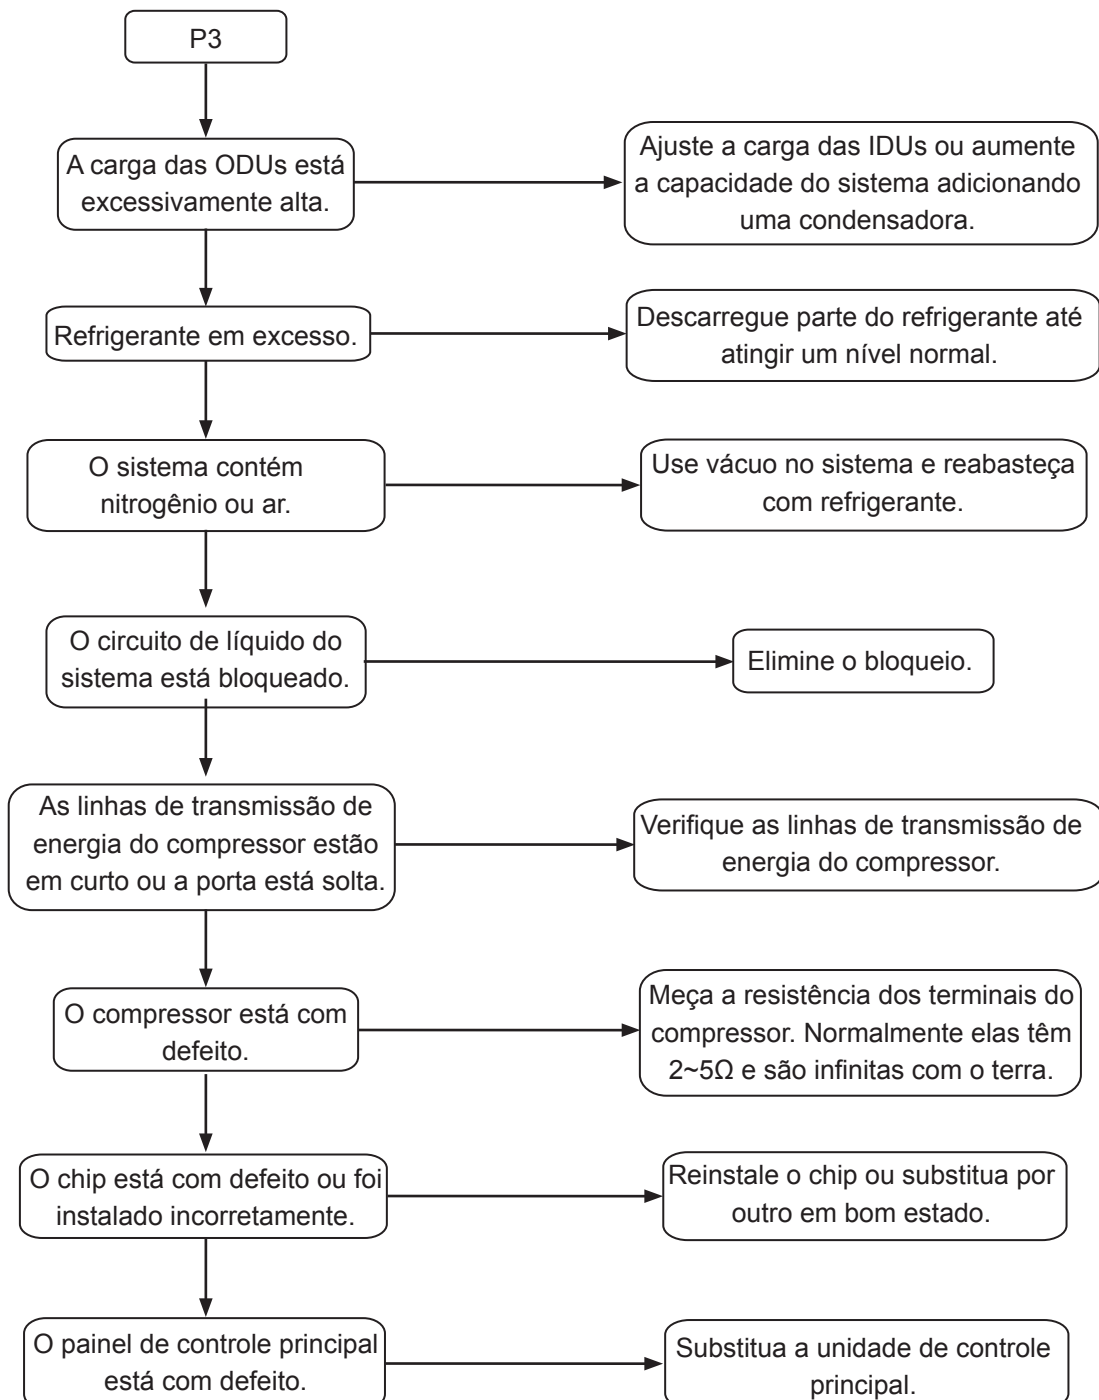 P3
A carga das ODUs está
excessivamente alta.
Ajuste a carga das IDUs ou aumente
a capacidade do sistema adicionando
uma condensadora.
Refrigerante em excesso.
Descarregue parte do refrigerante até
atingir um nível normal.
O sistema contém
nitrogênio ou ar.
Use vácuo no sistema e reabasteça
com refrigerante.
O circuito de líquido do
sistema está bloqueado.
Elimine o bloqueio.
As linhas de transmissão de
energia do compressor estão
em curto ou a porta está solta.
Verifique as linhas de transmissão de
energia do compressor.
O compressor está com
defeito.
Meça a resistência dos terminais do
compressor. Normalmente elas têm
2~5Ω e são infinitas com o terra.
O chip está com defeito ou foi
instalado incorretamente.
Reinstale o chip ou substitua por
outro em bom estado.
O painel de controle principal
está com defeito.
Substitua a unidade de controle
principal.